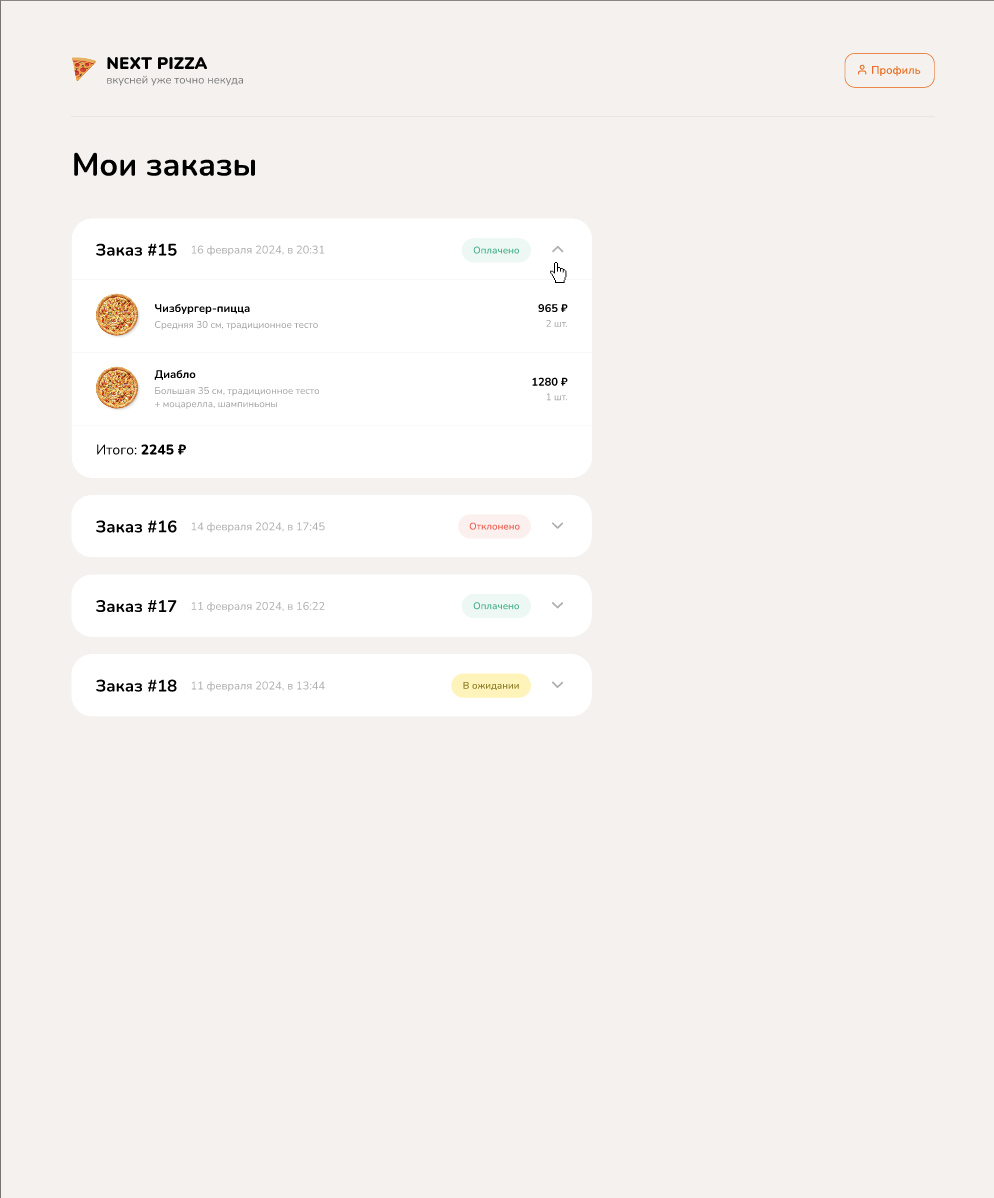 NEXT PIZZA
вкусней уже точно некуда
Профиль
Мои заказы
Заказ #15 16 февраля 2024, в 20:31 Оплачено
Чизбургер-пицца 965 ₽
Средняя 30 см, традиционное тесто 2 шт.
Диабло 1280 ₽
Большая 35 см, традиционное тесто 1 шт.
+ моцарелла, шампиньоны
Итого: 2245 ₽
Заказ #16 14 февраля 2024, в 17:45 Отклонено
Заказ #17 11 февраля 2024, в 16:22 Оплачено
Заказ #18 11 февраля 2024, в 13:44 В ожидании